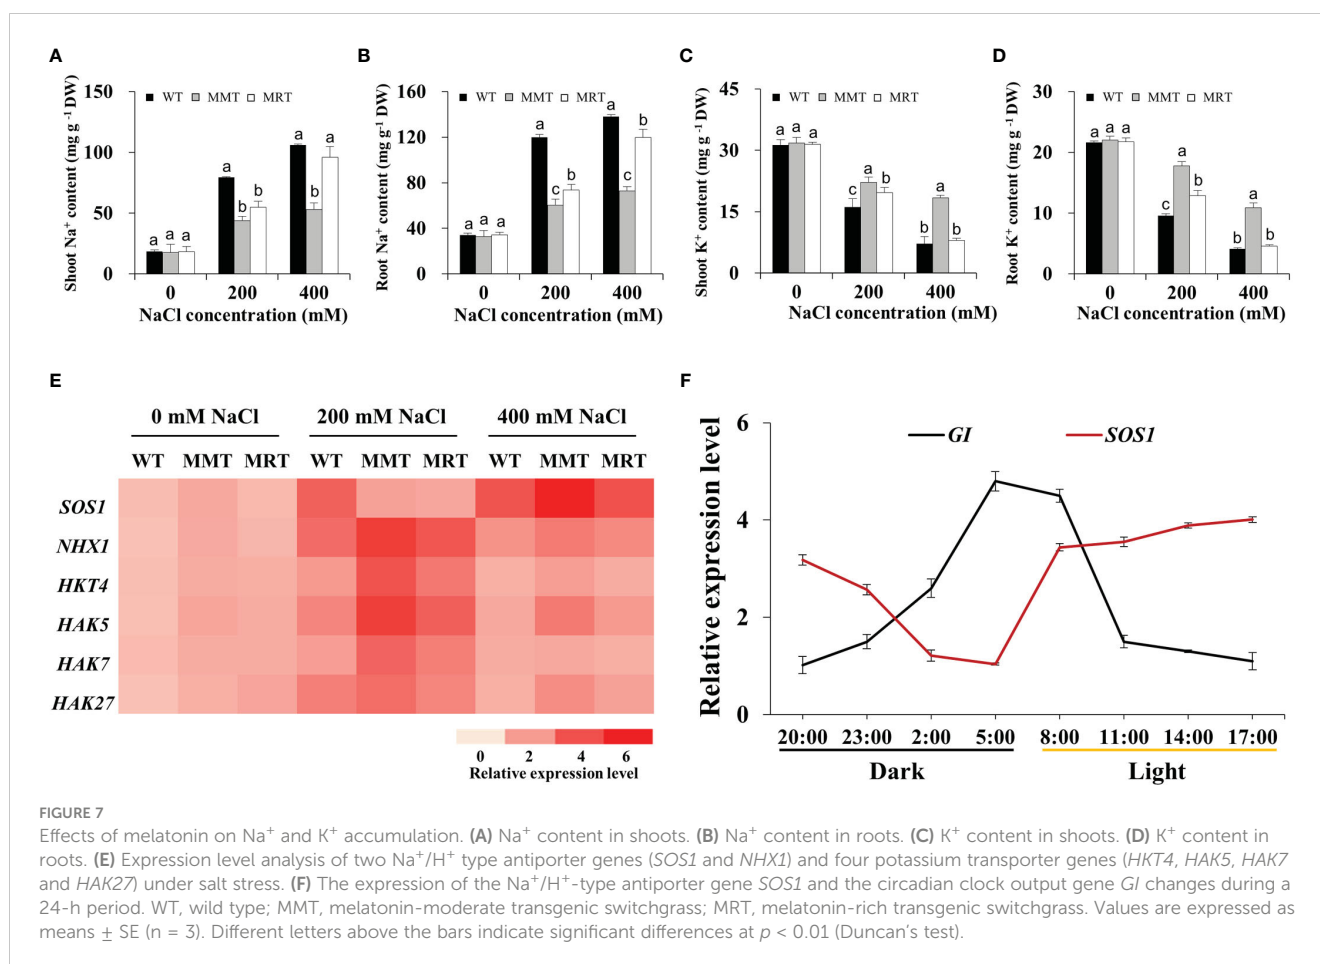 A
B
C
D
Shoot Na+ content (mg g -1 DW)
150
100
50
0
WT MMT MRT
a a a
a b b
a b a
0 200 400
NaCl concentration (mM)
Root Na+ content (mg g -1 DW)
160
120
80
40
0
WT MMT MRT
a a a
a c b
a c b
0 200 400
NaCl concentration (mM)
Shoot K+ content (mg g -1 DW)
45
30
15
0
WT MMT MRT
a a a
c a b
b a b
0 200 400
NaCl concentration (mM)
Root K+ content (mg g -1 DW)
30
20
10
0
WT MMT MRT
a a a
c a b
b a b
0 200 400
NaCl concentration (mM)
E
0 mM NaCl 200 mM NaCl 400 mM NaCl
WT MMT MRT WT MMT MRT WT MMT MRT
SOS1
NHX1
HKT4
HAK5
HAK7
HAK27
0 2 4 6
Relative expression level
F
Relative expression level
6
4
2
0
GI SOS1
20:00 23:00 2:00 5:00 8:00 11:00 14:00 17:00
Dark Light
FIGURE 7
Effects of melatonin on Na+ and K+ accumulation. (A) Na+ content in shoots. (B) Na+ content in roots. (C) K+ content in shoots. (D) K+ content in
roots. (E) Expression level analysis of two Na+/H+ type antiporter genes (SOS1 and NHX1) and four potassium transporter genes (HKT4, HAK5, HAK7
and HAK27) under salt stress. (F) The expression of the Na+/H+-type antiporter gene SOS1 and the circadian clock output gene GI changes during a
24-h period. WT, wild type; MMT, melatonin-moderate transgenic switchgrass; MRT, melatonin-rich transgenic switchgrass. Values are expressed as
means ± SE (n = 3). Different letters above the bars indicate significant differences at p < 0.01 (Duncan's test).